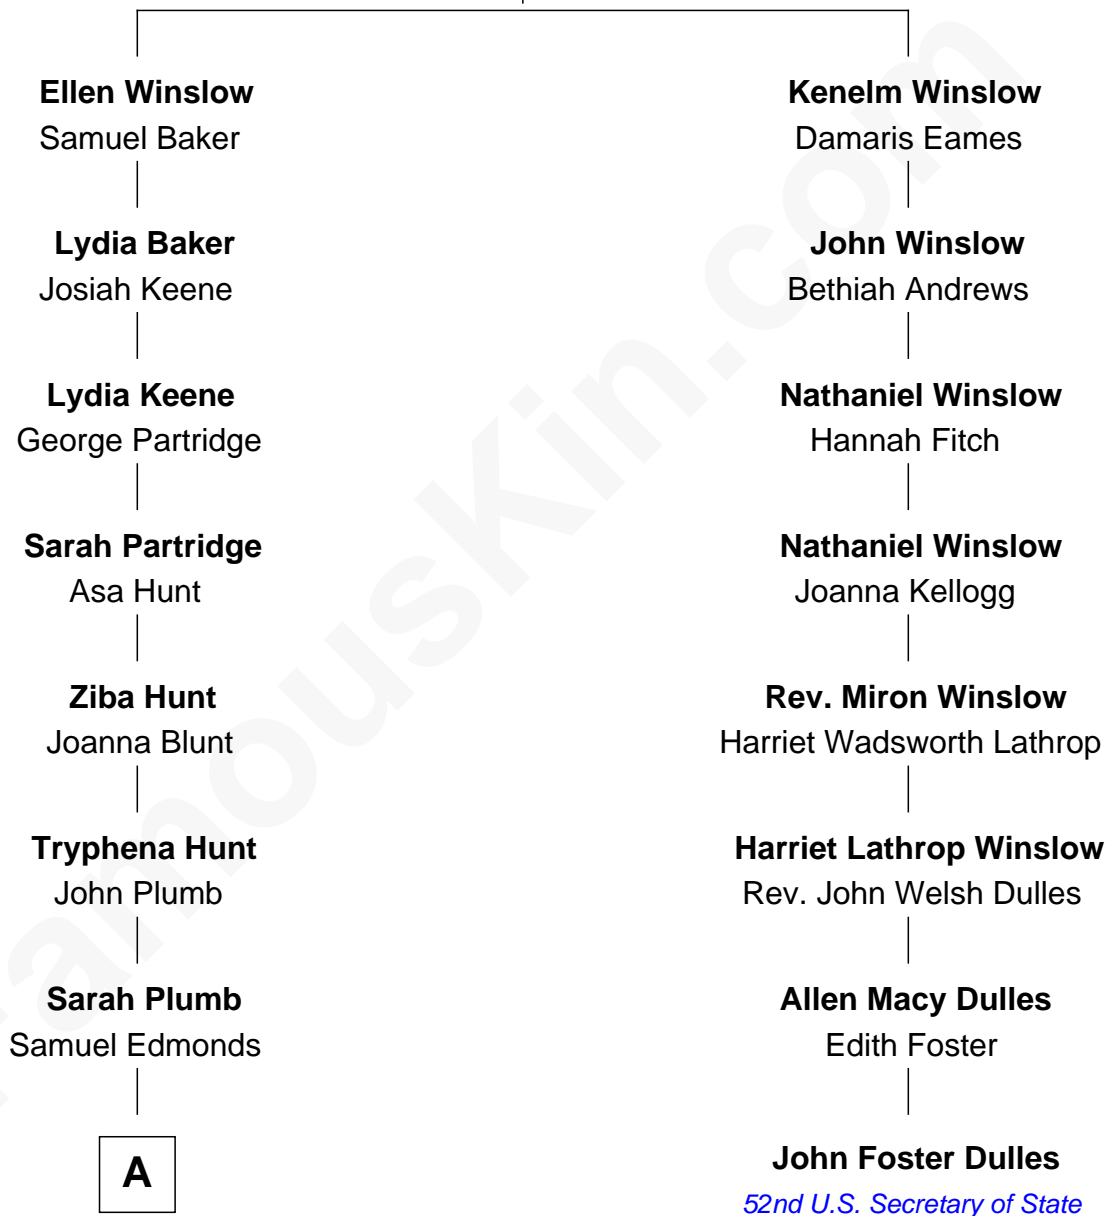 Ellen Winslow
Samuel Baker
Kenelm Winslow
Damaris Eames
Lydia Baker
Josiah Keene
John Winslow
Bethiah Andrews
Lydia Keene
George Partridge
Nathaniel Winslow
Hannah Fitch
Sarah Partridge
Asa Hunt
Nathaniel Winslow
Joanna Kellogg
Ziba Hunt
Joanna Blunt
Rev. Miron Winslow
Harriet Wadsworth Lathrop
Tryphena Hunt
John Plumb
Harriet Lathrop Winslow
Rev. John Welsh Dulles
Sarah Plumb
Samuel Edmonds
Allen Macy Dulles
Edith Foster
A
John Foster Dulles
52nd U.S. Secretary of State
FamousKin.com